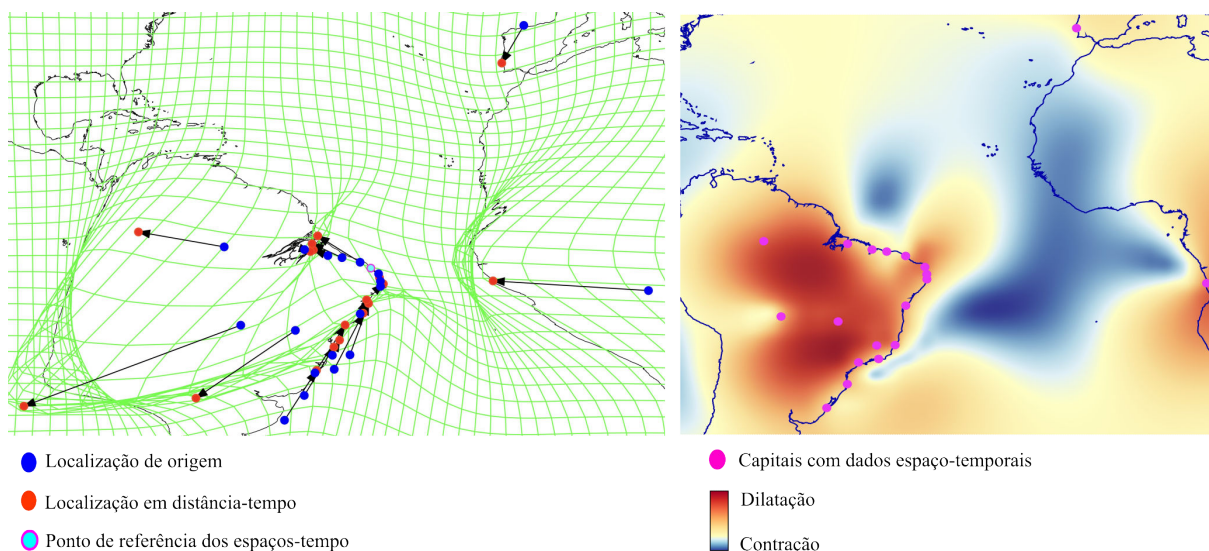 Localização de origem
Localização em distância-tempo
Ponto de referência dos espaços-tempo
Capitais com dados espaço-temporais
Dilatação
Contração